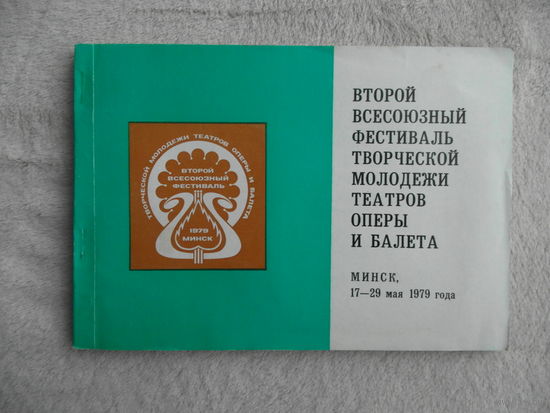 ТВОРЧЕСКОЙ МОЛОДЕЖИ ТЕАТРОВ ОПЕРЫ И БАЛЕТА
ВТОРОЙ
ВСЕСОЮЗНЫЙ
ФЕСТИВАЛЬ
1979
МИНСК
ВТОРОЙ
ВСЕСОЮЗНЫЙ
ФЕСТИВАЛЬ
ТВОРЧЕСКОЙ
МОЛОДЕЖИ
ТЕАТРОВ
ОПЕРЫ
И БАЛЕТА
МИНСК,
17—29 мая 1979 года